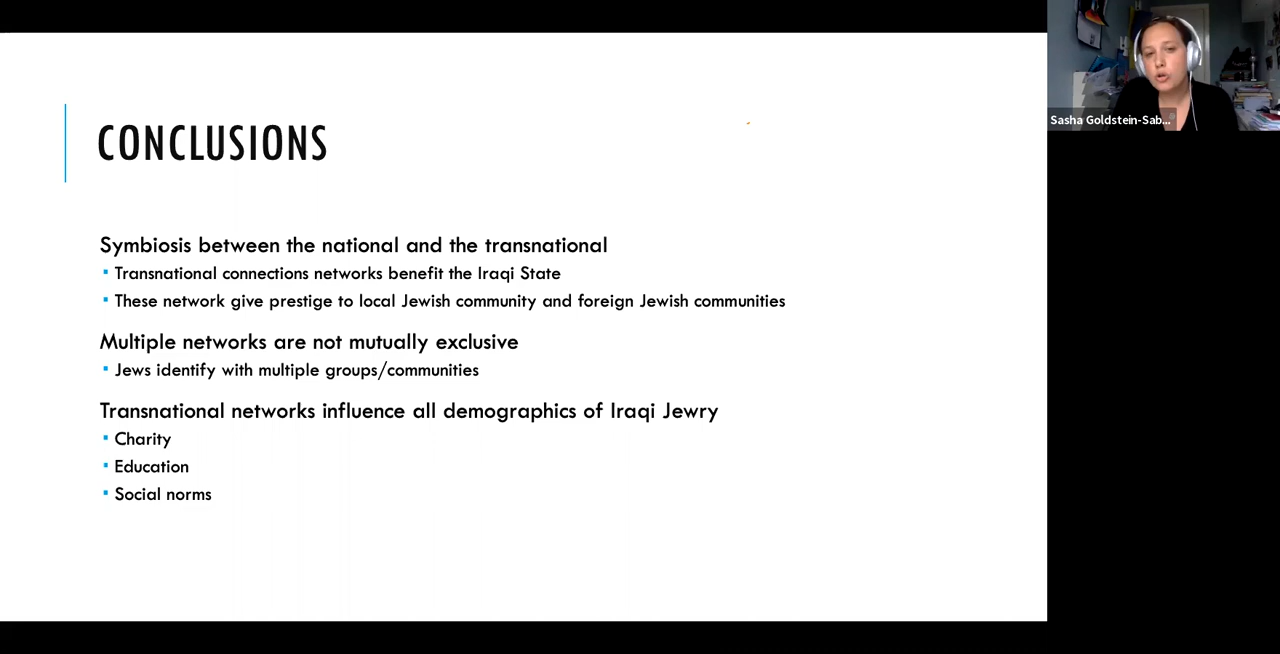 CONCLUSIONS
Symbiosis between the national and the transnational
▪ Transnational connections networks benefit the Iraqi State
▪ These network give prestige to local Jewish community and foreign Jewish communities
Multiple networks are not mutually exclusive
▪ Jews identify with multiple groups/communities
Transnational networks influence all demographics of Iraqi Jewry
▪ Charity
▪ Education
▪ Social norms
Sasha Goldstein-Sab...